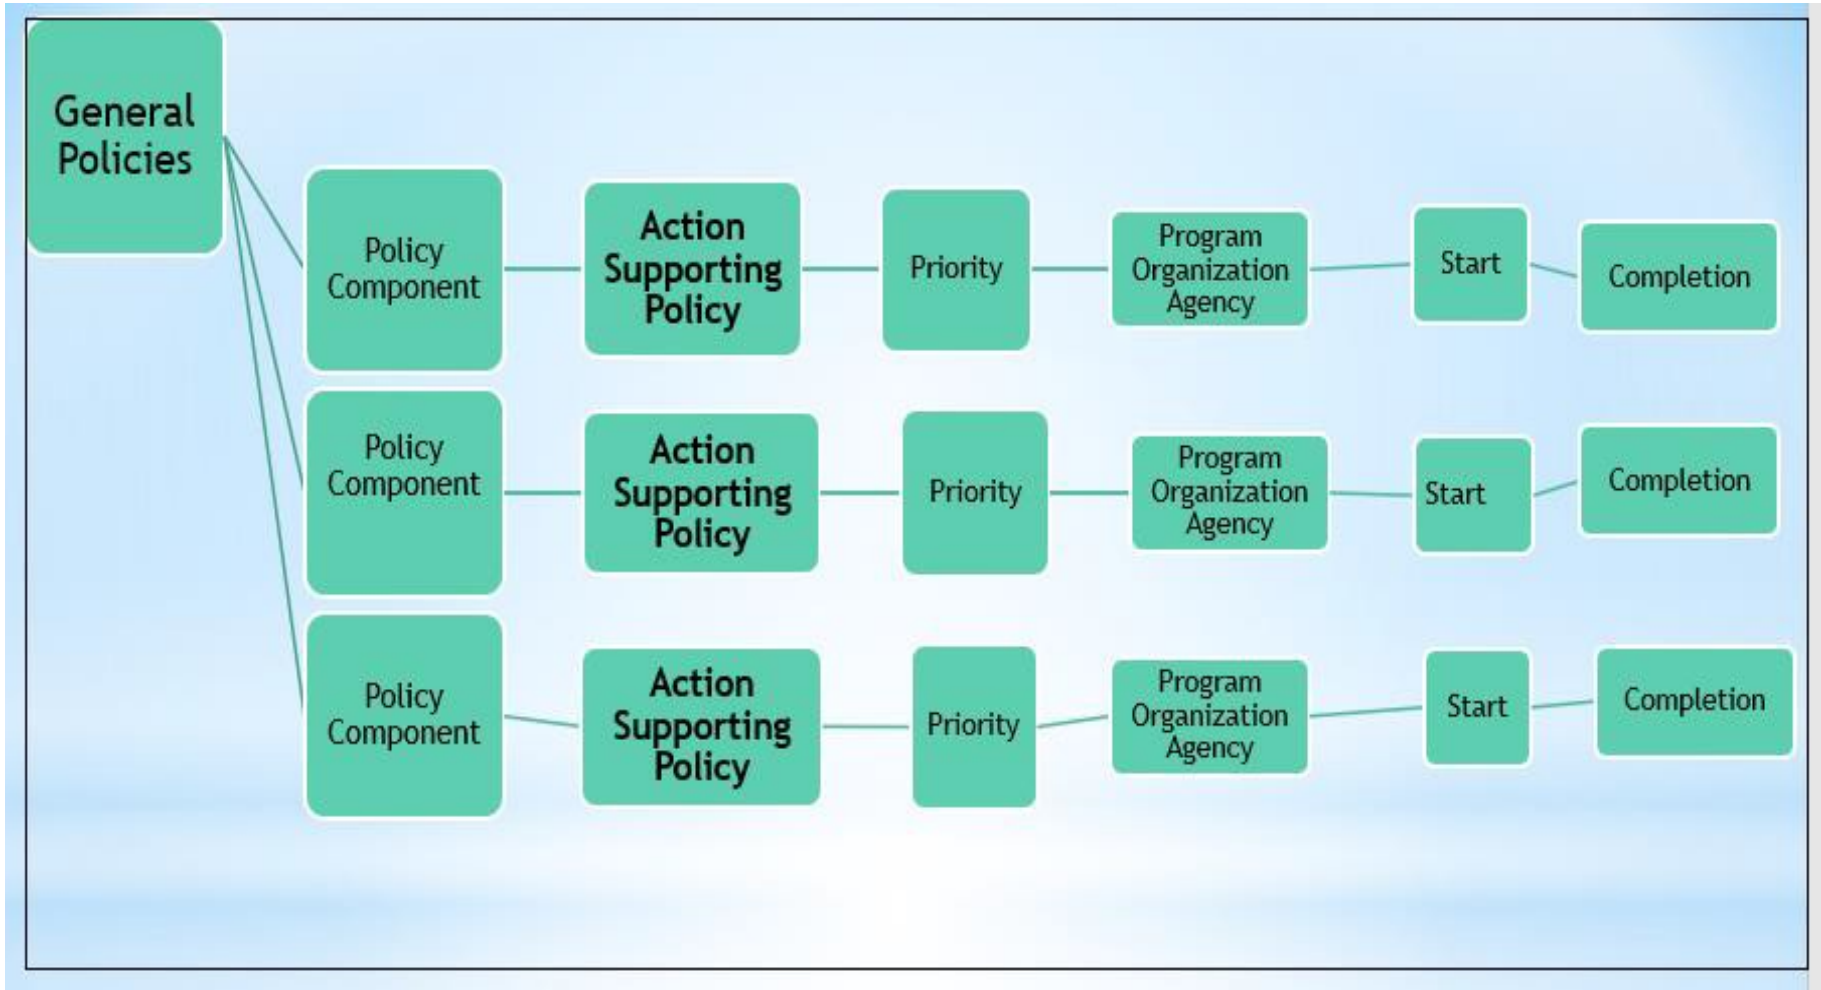 General
Policies
Policy
Component
Action
Supporting
Policy
Priority
Program
Organization
Agency
Start
Completion
Policy
Component
Action
Supporting
Policy
Priority
Program
Organization
Agency
Start
Completion
Policy
Component
Action
Supporting
Policy
Priority
Program
Organization
Agency
Start
Completion